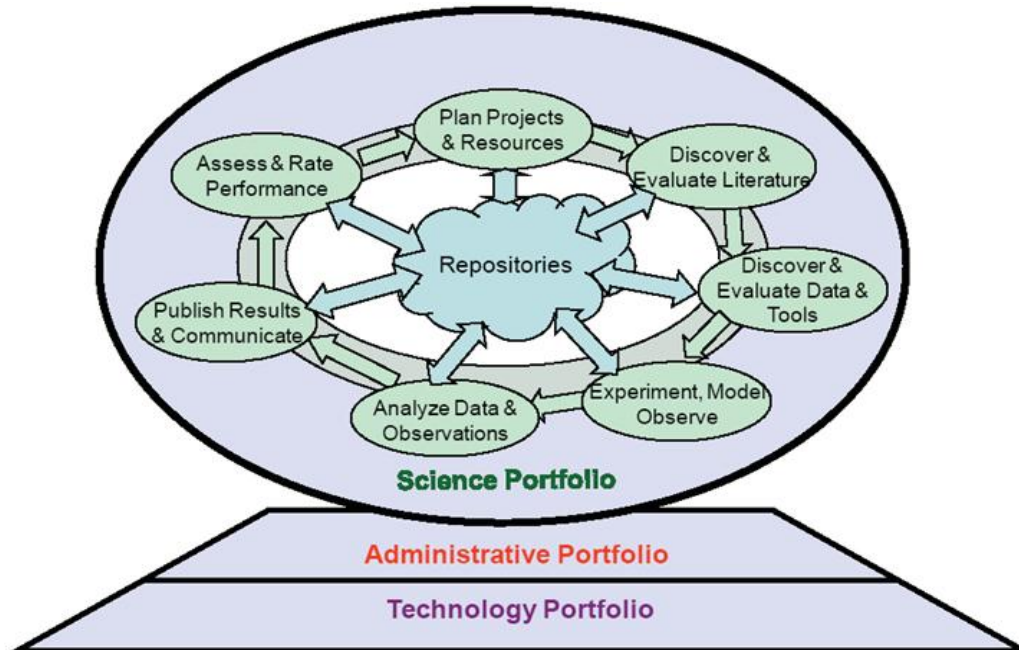 Plan Projects
& Resources
Assess & Rate
Performance
Discover &
Evaluate Literature
Repositories
Discover &
Evaluate Data &
Tools
Publish Results
& Communicate
Experiment, Model
Observe
Analyze Data &
Observations
Science Portfolio
Administrative Portfolio
Technology Portfolio